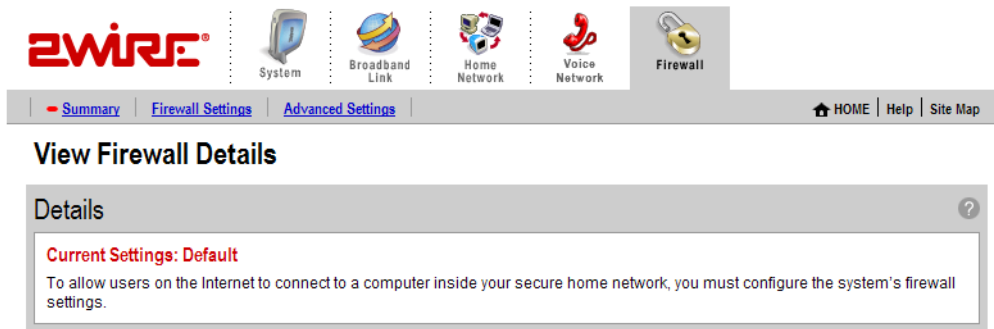 2WIRE®
System
Broadband
Link
Home
Network
Voice
Network
Firewall
Summary
Firewall Settings
Advanced Settings
HOME
Help
Site Map
View Firewall Details
Details
?
Current Settings: Default
To allow users on the Internet to connect to a computer inside your secure home network, you must configure the system's firewall
settings.